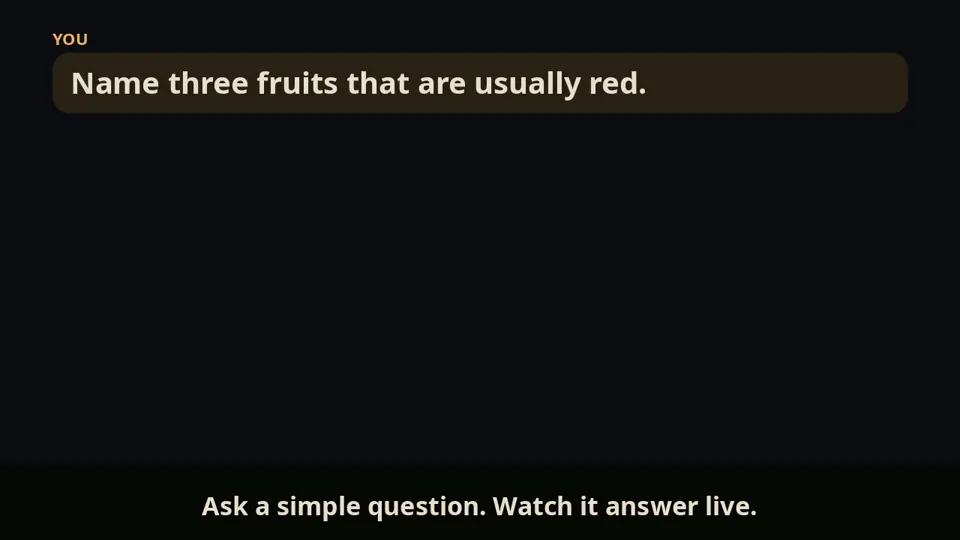 YOU
Name three fruits that are usually red.
Ask a simple question. Watch it answer live.